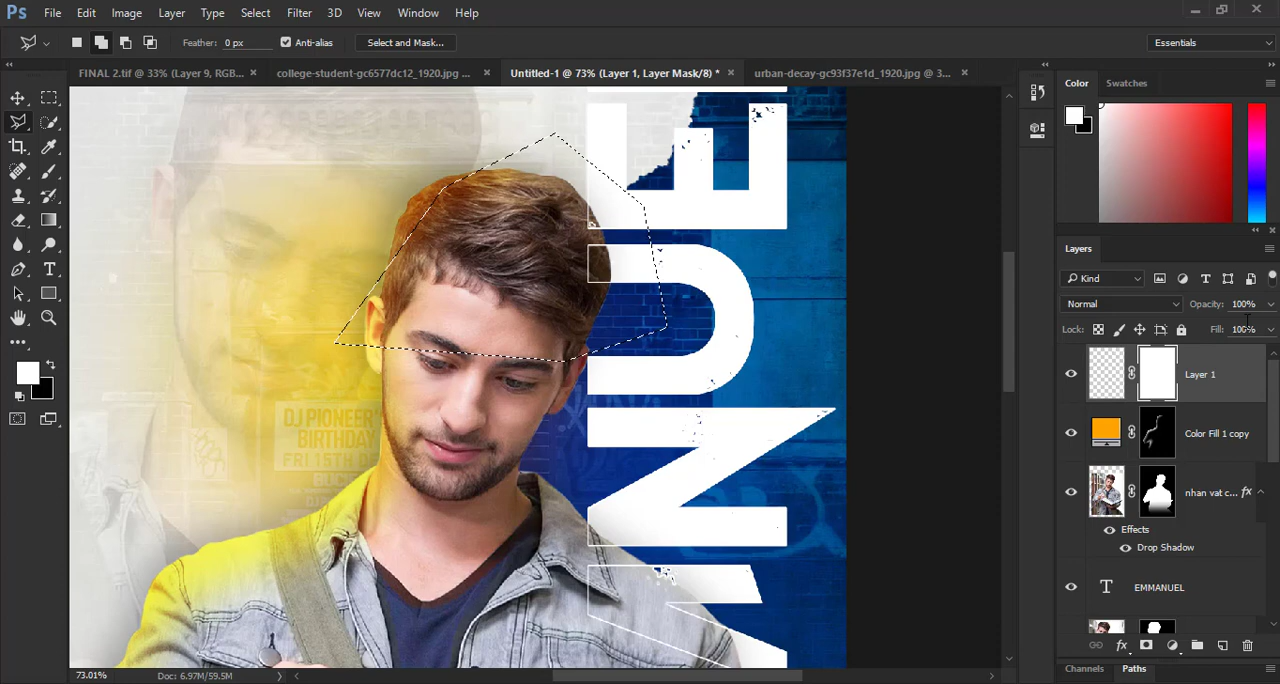 Ps File Edit Image Layer Type Select Filter 3D View Window Help
Feather: 0 px Anti-alias Select and Mask... Essentials
FINAL 2.tif @ 33% (Layer 9, RGB... × college-student-gc6577dc12_1920.jpg ... × Untitled-1 @ 73% (Layer 1, Layer Mask/8) * × urban-decay-gc93f37e1d_1920.jpg @ 3... ×
Color Swatches
Layers
Kind
Normal Opacity: 100%
Lock: Fill: 100%
Layer 1
Color Fill 1 copy
nhan vat c... fx
Effects
Drop Shadow
T EMMANUEL
fx
Channels Paths
NUE
DJ PIONEER'
BIRTHDAY
FRI 15TH DE
73.01% Doc: 6.97M/59.5M